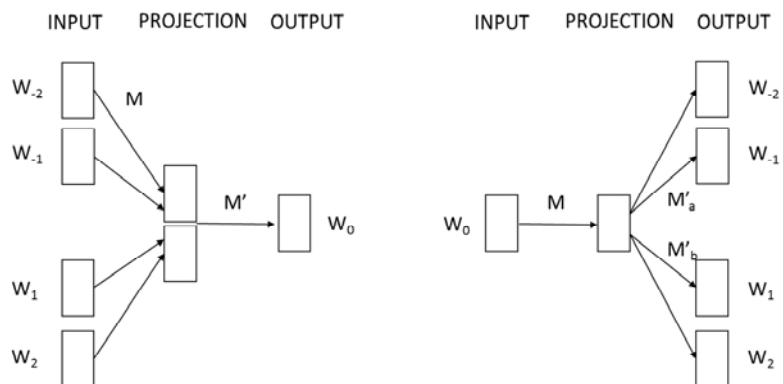 INPUT PROJECTION OUTPUT
W₋₂
M
W₋₁
M'
W₀
W₁
W₂
INPUT PROJECTION OUTPUT
W₋₂
W₋₁
M
M'ₐ
W₀
M'b
W₁
W₂